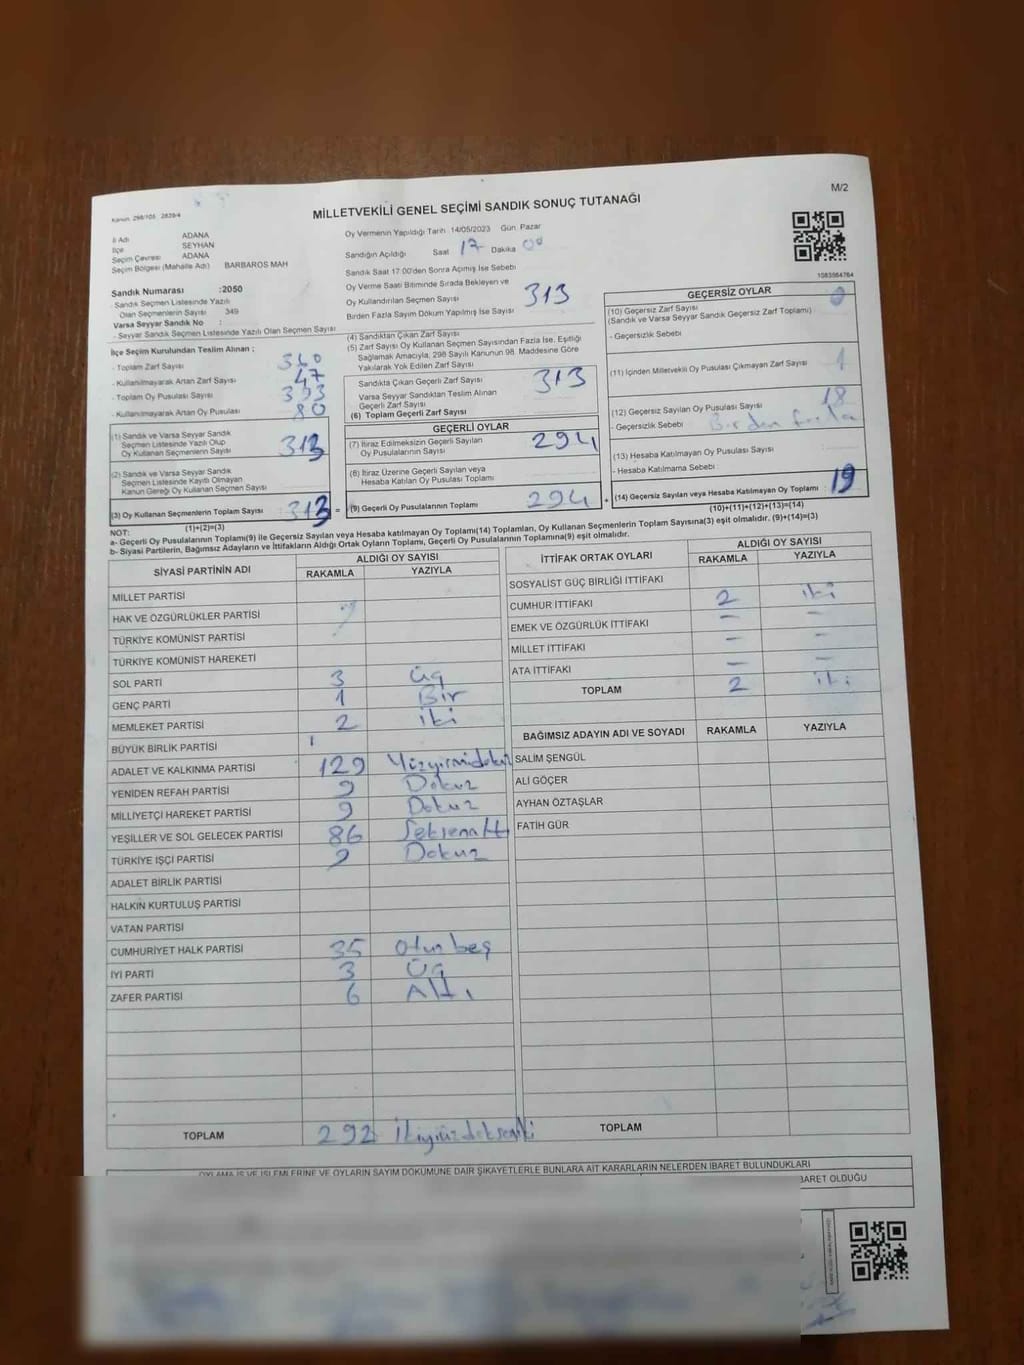 M/2
Kanun 298/105 2839/4
MİLLETVEKİLİ GENEL SEÇİMİ SANDIK SONUÇ TUTANAĞI
İl Adı ADANA
İlçe SEYHAN
Seçim Çevresi ADANA
Seçim Bölgesi (Mahalle Adı) BARBAROS MAH
Oy Vermenin Yapıldığı Tarih 14/05/2023 Gün Pazar
Sandığın Açıldığı Saat 17 Dakika 00
Sandık Saat 17:00'den Sonra Açımış İse Sebebi
Oy Verme Saati Bitiminde Sırada Bekleyen ve
Oy Kullandırılan Seçmen Sayısı
Birden Fazla Sayım Döküm Yapılmış İse Sayısı
313
1083564764
Sandık Numarası :2050
- Sandık Seçmen Listesinde Yazılı
Olan Seçmenlerin Sayısı 349
Varsa Seyyar Sandık No :
- Seyyar Sandık Seçmen Listesinde Yazılı Olan Seçmen Sayısı
İlçe Seçim Kurulundan Teslim Alınan ;
- Toplam Zarf Sayısı 360
- Kullanılmayarak Artan Zarf Sayısı 47
- Toplam Oy Pusulası Sayısı 393
- Kullanılmayarak Artan Oy Pusulası 80
(1) Sandık ve Varsa Seyyar Sandık
Seçmen Listesinde Yazılı Olup
Oy Kullanan Seçmenlerin Sayısı 313
(2) Sandık ve Varsa Seyyar Sandık
Seçmen Listesinde Kayıtlı Olmayan
Kanun Gereği Oy Kullanan Seçmen Sayısı
(3) Oy Kullanan Seçmenlerin Toplam Sayısı 313 =
(1)+(2)=(3)
(4) Sandıktan Çıkan Zarf Sayısı
(5) Zarf Sayısı Oy Kullanan Seçmen Sayısından Fazla İse, Eşitliği
Sağlamak Amacıyla, 298 Sayılı Kanunun 98. Maddesine Göre
Yakılarak Yok Edilen Zarf Sayısı
Sandıkta Çıkan Geçerli Zarf Sayısı 313
Varsa Seyyar Sandıktan Teslim Alınan
Geçerli Zarf Sayısı
(6) Toplam Geçerli Zarf Sayısı
GEÇERLİ OYLAR
(7) İtiraz Edilmeksizin Geçerli Sayılan
Oy Pusulalarının Sayısı 294
(8) İtiraz Üzerine Geçerli Sayılan veya
Hesaba Katılan Oy Pusulası Toplamı
(9) Geçerli Oy Pusulalarının Toplamı 294 +
GEÇERSİZ OYLAR
(10) Geçersiz Zarf Sayısı 0
(Sandık ve Varsa Seyyar Sandık Geçersiz Zarf Toplamı)
- Geçersizlik Sebebi
(11) İçinden Milletvekili Oy Pusulası Çıkmayan Zarf Sayısı 1
(12) Geçersiz Sayılan Oy Pusulası Sayısı 18
- Geçersizlik Sebebi Birden fazla
(13) Hesaba Katılmayan Oy Pusulası Sayısı
- Hesaba Katılmama Sebebi
(14) Geçersiz Sayılan veya Hesaba Katılmayan Oy Toplamı 19
(10)+(11)+(12)+(13)=(14)
NOT:
a- Geçerli Oy Pusulalarının Toplamı(9) ile Geçersiz Sayılan veya Hesaba katılmayan Oy Toplamı(14) Toplamları, Oy Kullanan Seçmenlerin Toplam Sayısına(3) eşit olmalıdır. (9)+(14)=(3)
b- Siyasi Partilerin, Bağımsız Adayların ve İttifakların Aldığı Ortak Oyların Toplamı, Geçerli Oy Pusulalarının Toplamına(9) eşit olmalıdır.
SİYASİ PARTİNİN ADI ALDIĞI OY SAYISI
RAKAMLA YAZIYLA
MİLLET PARTİSİ
HAK VE ÖZGÜRLÜKLER PARTİSİ
TÜRKİYE KOMÜNİST PARTİSİ
TÜRKİYE KOMÜNİST HAREKETİ
SOL PARTİ 3 Üç
GENÇ PARTİ 1 Bir
MEMLEKET PARTİSİ 2 iki
BÜYÜK BİRLİK PARTİSİ
ADALET VE KALKINMA PARTİSİ 129 Yüzyirmidokuz
YENİDEN REFAH PARTİSİ 9 Dokuz
MİLLİYETÇİ HAREKET PARTİSİ 9 Dokuz
YEŞİLLER VE SOL GELECEK PARTİSİ 86 Seksenaltı
TÜRKİYE İŞÇİ PARTİSİ 9 Dokuz
ADALET BİRLİK PARTİSİ
HALKIN KURTULUŞ PARTİSİ
VATAN PARTİSİ
CUMHURİYET HALK PARTİSİ 35 Otuz beş
İYİ PARTİ 3 Üç
ZAFER PARTİSİ 6 Altı
TOPLAM 292 İkiyüzdoksaniki
İTTİFAK ORTAK OYLARI ALDIĞI OY SAYISI
RAKAMLA YAZIYLA
SOSYALİST GÜÇ BİRLİĞİ İTTİFAKI
CUMHUR İTTİFAKI 2 iki
EMEK VE ÖZGÜRLÜK İTTİFAKI - -
MİLLET İTTİFAKI - -
ATA İTTİFAKI - -
TOPLAM 2 iki
BAĞIMSIZ ADAYIN ADI VE SOYADI RAKAMLA YAZIYLA
SALİM ŞENGÜL
ALİ GÖÇER
AYHAN ÖZTAŞLAR
FATİH GÜR
TOPLAM
OYLAMA İŞ VE İŞLEMLERİNE VE OYLARIN SAYIM DÖKÜMÜNE DAİR ŞİKAYETLERLE BUNLARA AİT KARARLARIN NELERDEN İBARET BULUNDUKLARI
İBARET OLDUĞU